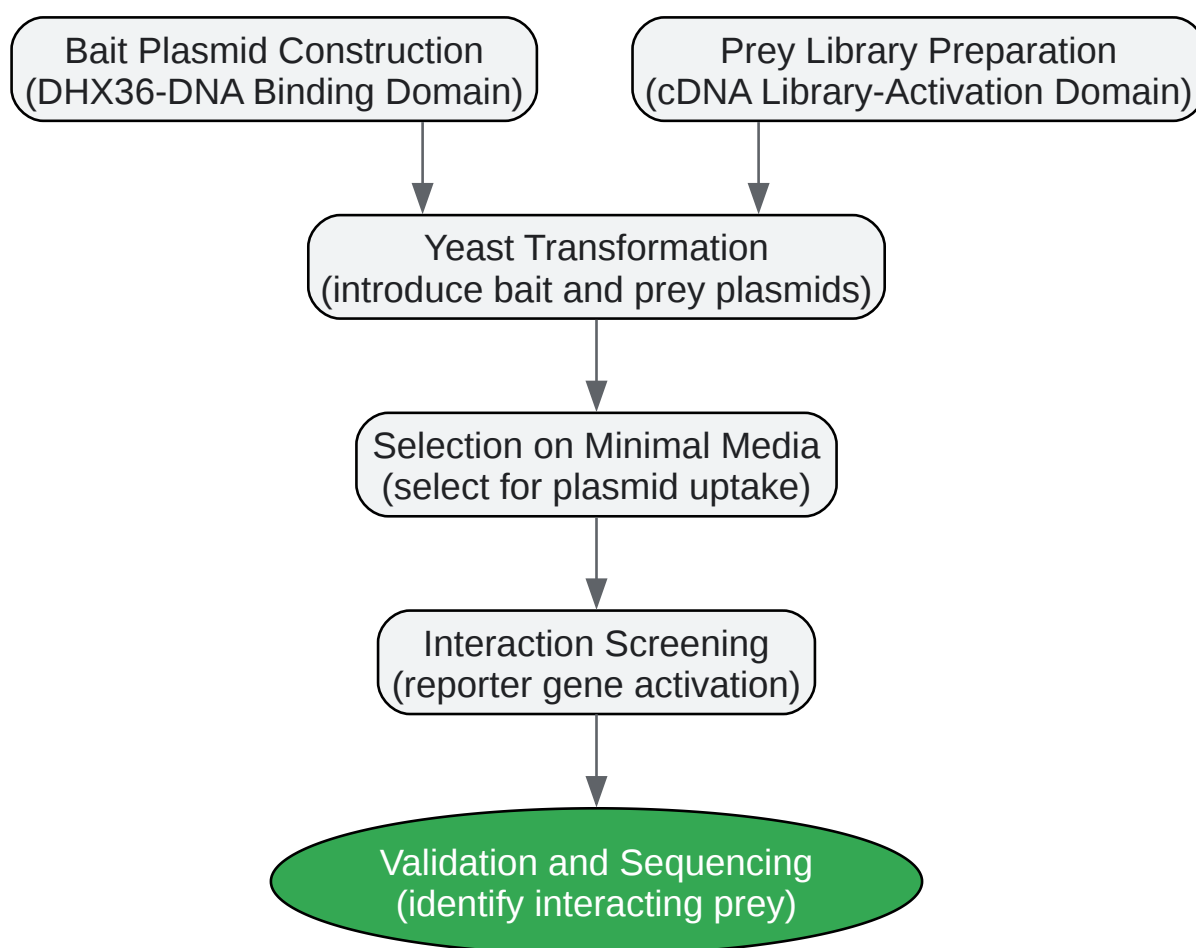 Bait Plasmid Construction
(DHX36-DNA Binding Domain)
Prey Library Preparation
(cDNA Library-Activation Domain)
Yeast Transformation
(introduce bait and prey plasmids)
Selection on Minimal Media
(select for plasmid uptake)
Interaction Screening
(reporter gene activation)
Validation and Sequencing
(identify interacting prey)